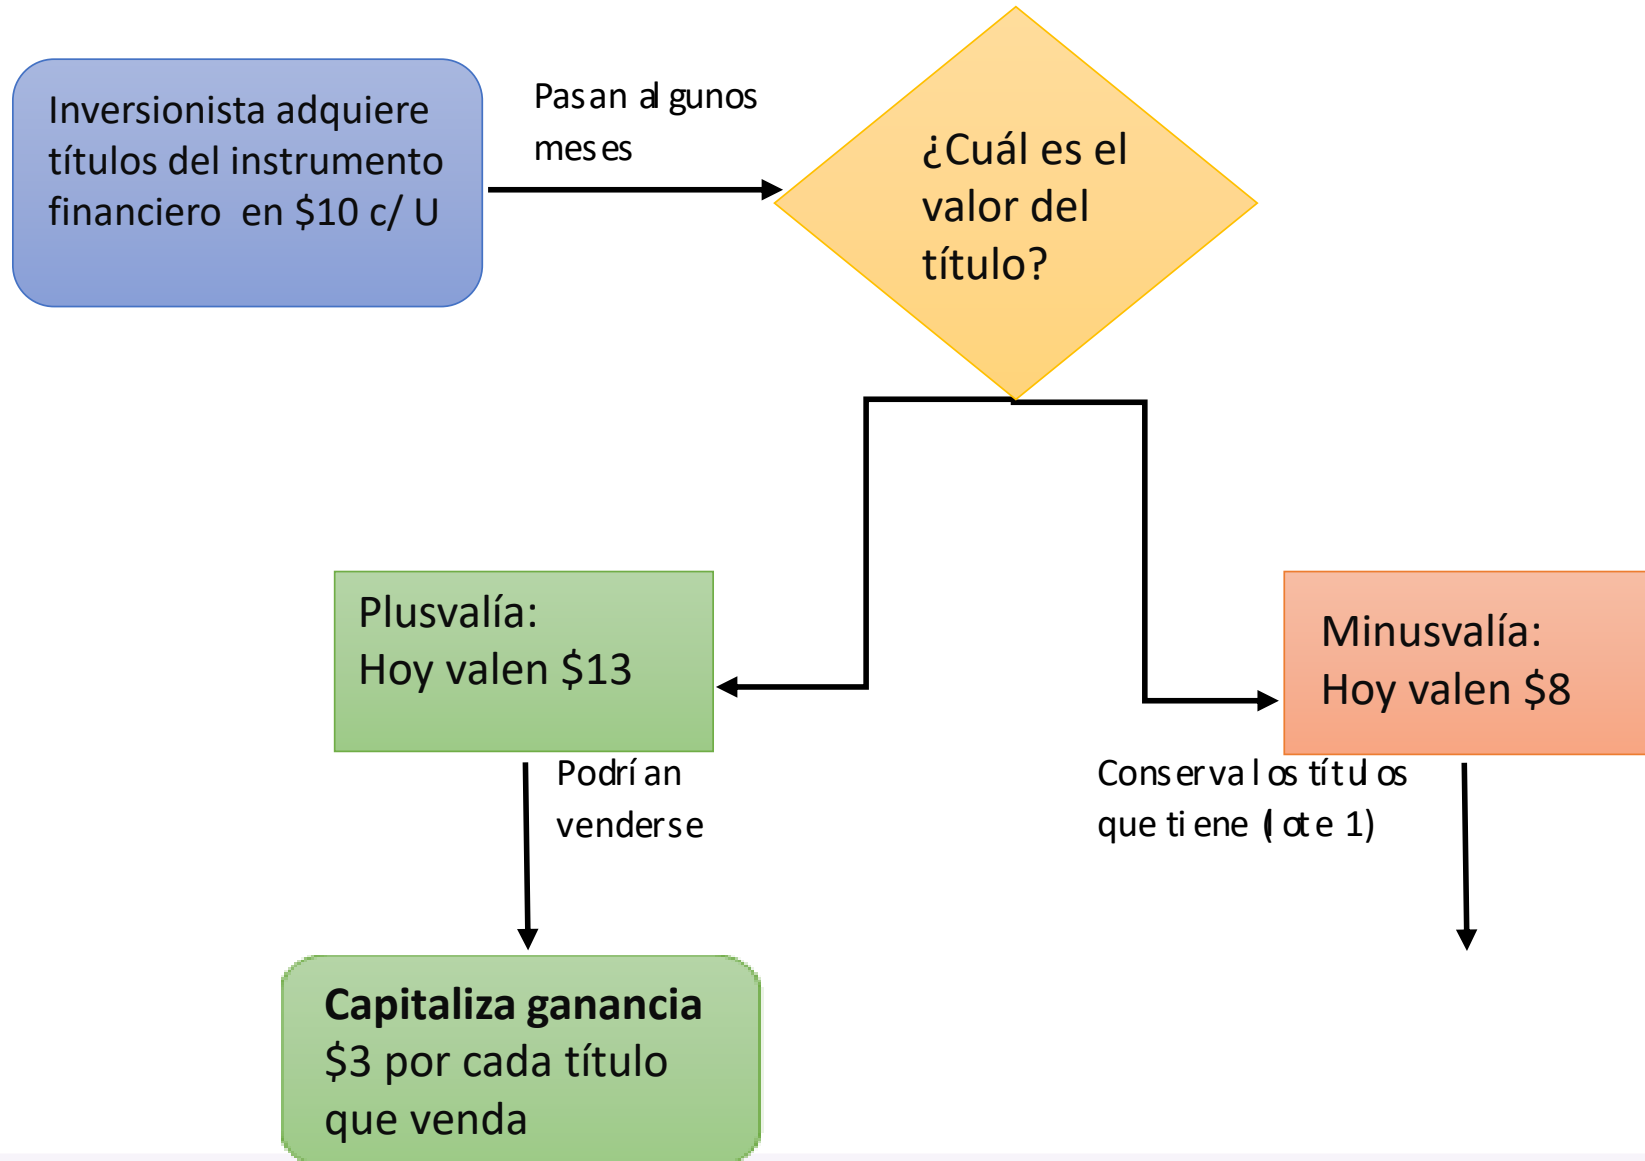 Inversionista adquiere
títulos del instrumento
financiero en $10 c/ U
Pasan algunos
meses
¿Cuál es el
valor del
título?
Plusvalía:
Hoy valen $13
Minusvalía:
Hoy valen $8
Podrían
venderse
Conserva los títulos
que tiene (lote 1)
Capitaliza ganancia
$3 por cada título
que venda